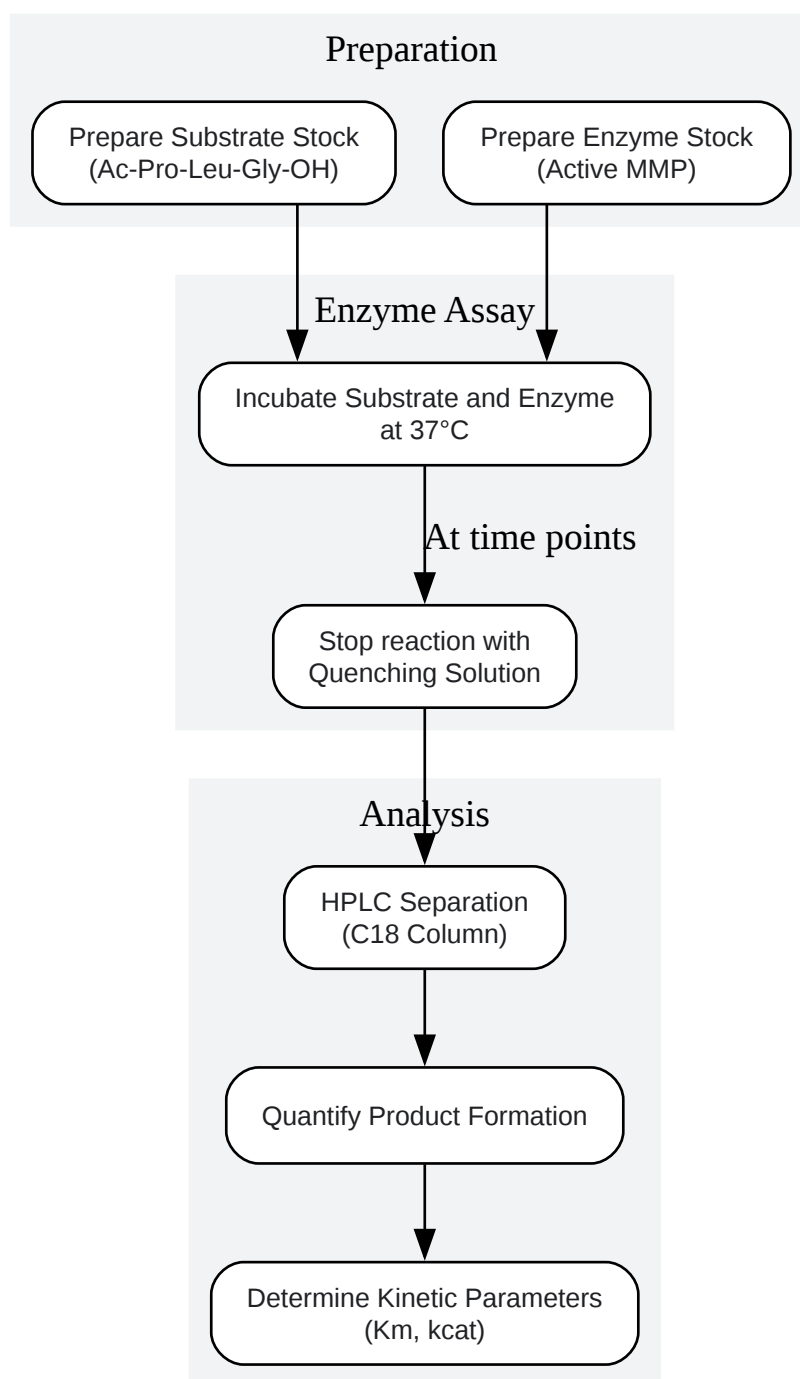 Preparation
Prepare Substrate Stock
(Ac-Pro-Leu-Gly-OH)
Prepare Enzyme Stock
(Active MMP)
Enzyme Assay
Incubate Substrate and Enzyme
at 37°C
At time points
Stop reaction with
Quenching Solution
Analysis
HPLC Separation
(C18 Column)
Quantify Product Formation
Determine Kinetic Parameters
(Km, kcat)